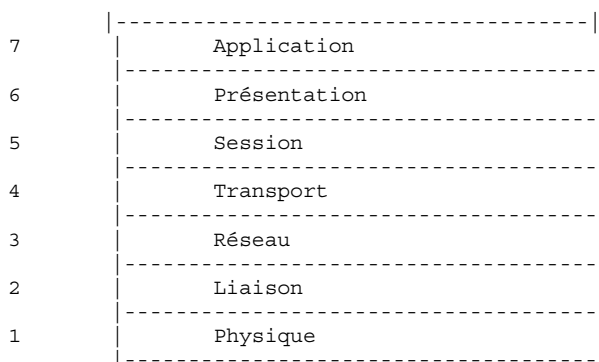 7 Application
6 Présentation
5 Session
4 Transport
3 Réseau
2 Liaison
1 Physique